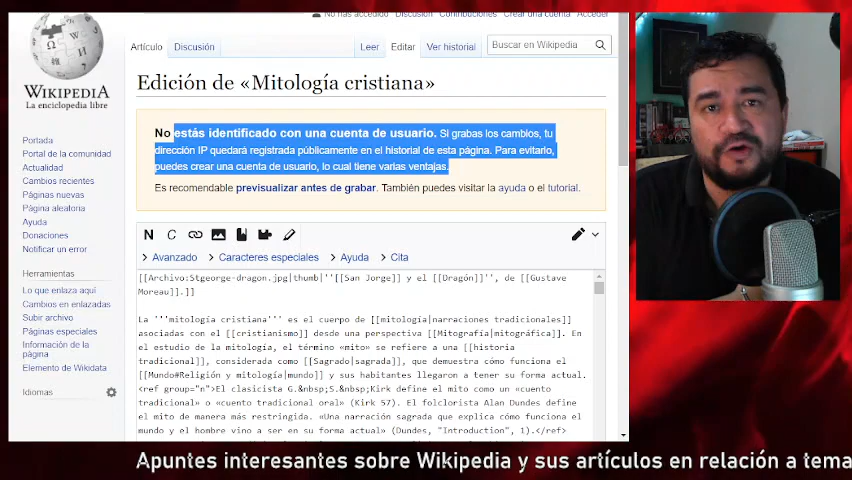 No has accedido Discusión Contribuciones Crear una cuenta Acceder
WIKIPEDIA
La enciclopedia libre
Artículo Discusión Leer Editar Ver historial Buscar en Wikipedia
Edición de «Mitología cristiana»
No estás identificado con una cuenta de usuario. Si grabas los cambios, tu
dirección IP quedará registrada públicamente en el historial de esta página. Para evitarlo,
puedes crear una cuenta de usuario, lo cual tiene varias ventajas.
Es recomendable previsualizar antes de grabar. También puedes visitar la ayuda o el tutorial.
Portada
Portal de la comunidad
Actualidad
Cambios recientes
Páginas nuevas
Página aleatoria
Ayuda
Donaciones
Notificar un error
Herramientas
Lo que enlaza aquí
Cambios en enlazadas
Subir archivo
Páginas especiales
Información de la
página
Elemento de Wikidata
Idiomas
N C
Avanzado Caracteres especiales Ayuda Cita
[[Archivo:Stgeorge-dragon.jpg|thumb|''[[San Jorge]] y el [[Dragón]]'', de [[Gustave
Moreau]].]]
La '''mitología cristiana''' es el cuerpo de [[mitología|narraciones tradicionales]]
asociadas con el [[cristianismo]] desde una perspectiva [[Mitografía|mitográfica]]. En
el estudio de la mitología, el término «mito» se refiere a una [[historia
tradicional]], considerada como [[Sagrado|sagrada]], que demuestra cómo funciona el
[[Mundo#Religión y mitología|mundo]] y sus habitantes llegaron a tener su forma actual.
<ref group="n">El clasicista G.&nbsp;S.&nbsp;Kirk define el mito como un «cuento
tradicional» o «cuento tradicional oral» (Kirk 57). El folclorista Alan Dundes define
el mito de manera más restringida. «Una narración sagrada que explica cómo funciona el
mundo y el hombre vino a ser en su forma actual» (Dundes, "Introduction", 1).</ref>
Apuntes interesantes sobre Wikipedia y sus artículos en relación a tema